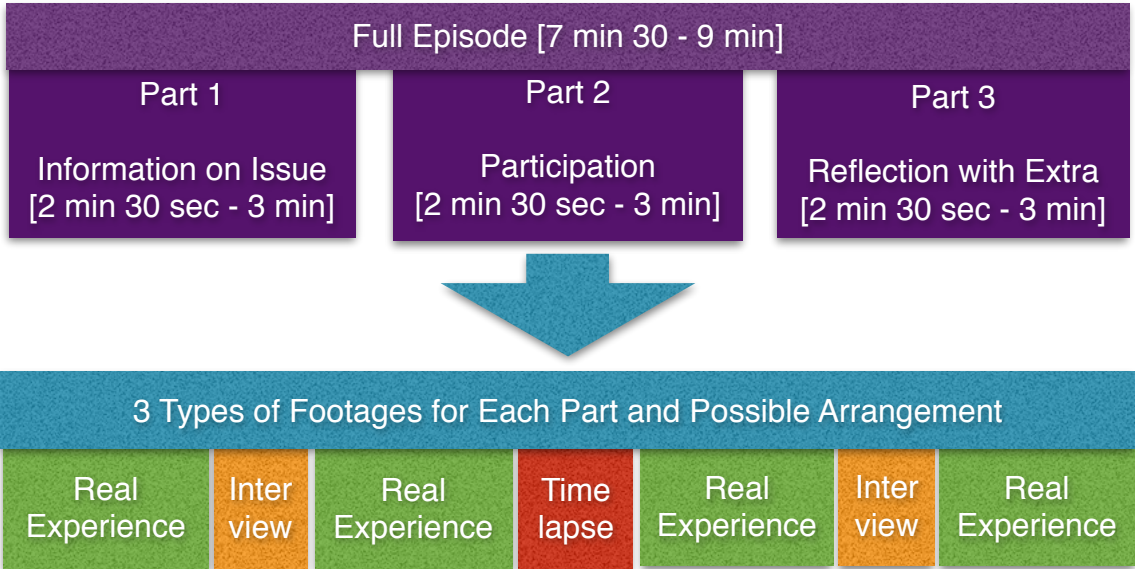 Full Episode [7 min 30 - 9 min]
Part 1
Information on Issue
[2 min 30 sec - 3 min]
Part 2
Participation
[2 min 30 sec - 3 min]
Part 3
Reflection with Extra
[2 min 30 sec - 3 min]
3 Types of Footages for Each Part and Possible Arrangement
Real
Experience
Inter
view
Real
Experience
Time
lapse
Real
Experience
Inter
view
Real
Experience